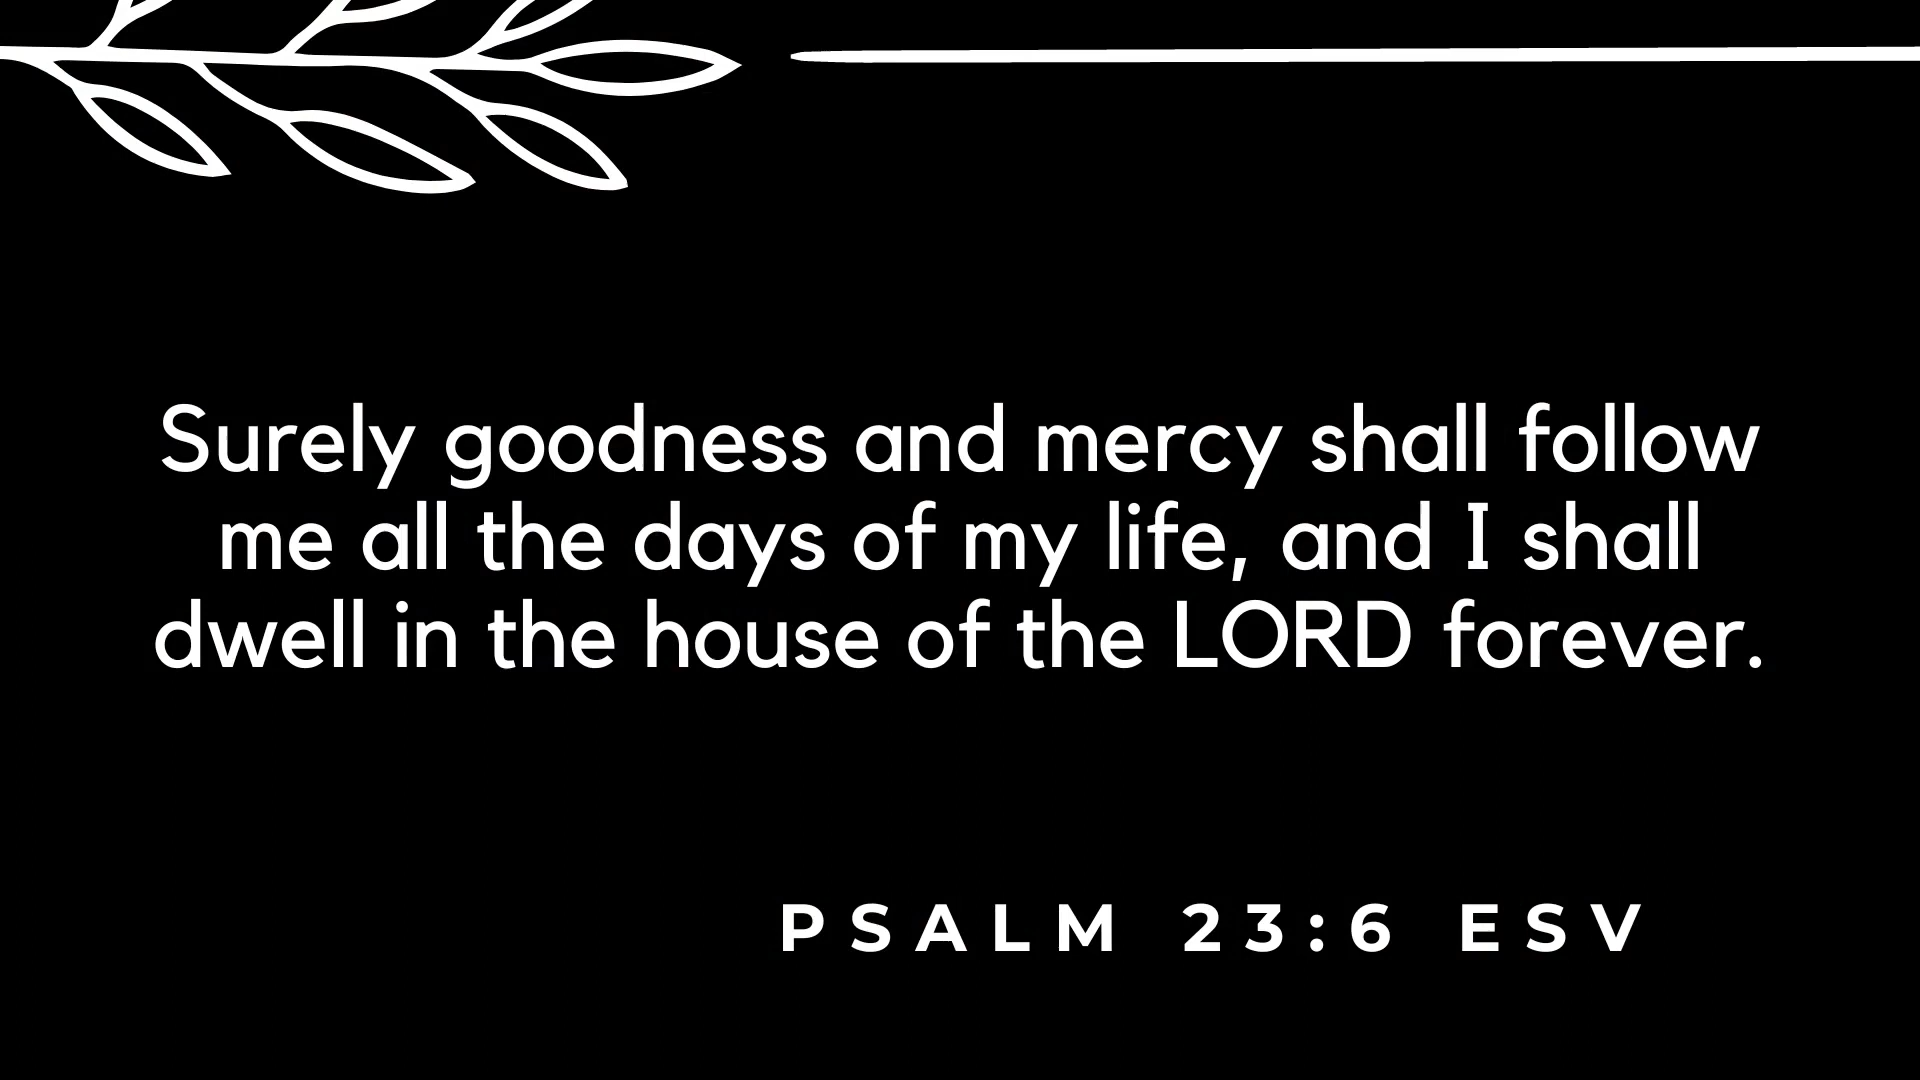 Surely goodness and mercy shall follow
me all the days of my life, and I shall
dwell in the house of the LORD forever.
PSALM 23:6 ESV